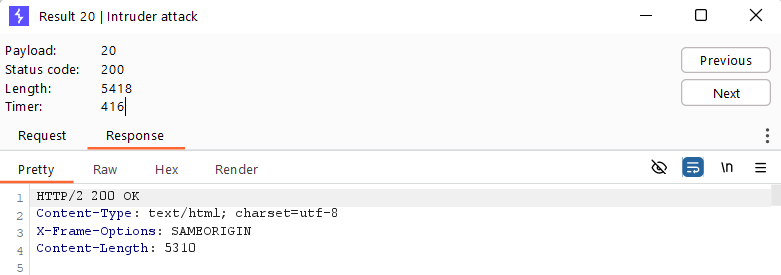 Result 20 | Intruder attack
Payload: 20
Status code: 200
Length: 5418
Timer: 416
Previous
Next
Request Response
Pretty Raw Hex Render \n
1 HTTP/2 200 OK
2 Content-Type: text/html; charset=utf-8
3 X-Frame-Options: SAMEORIGIN
4 Content-Length: 5310
5